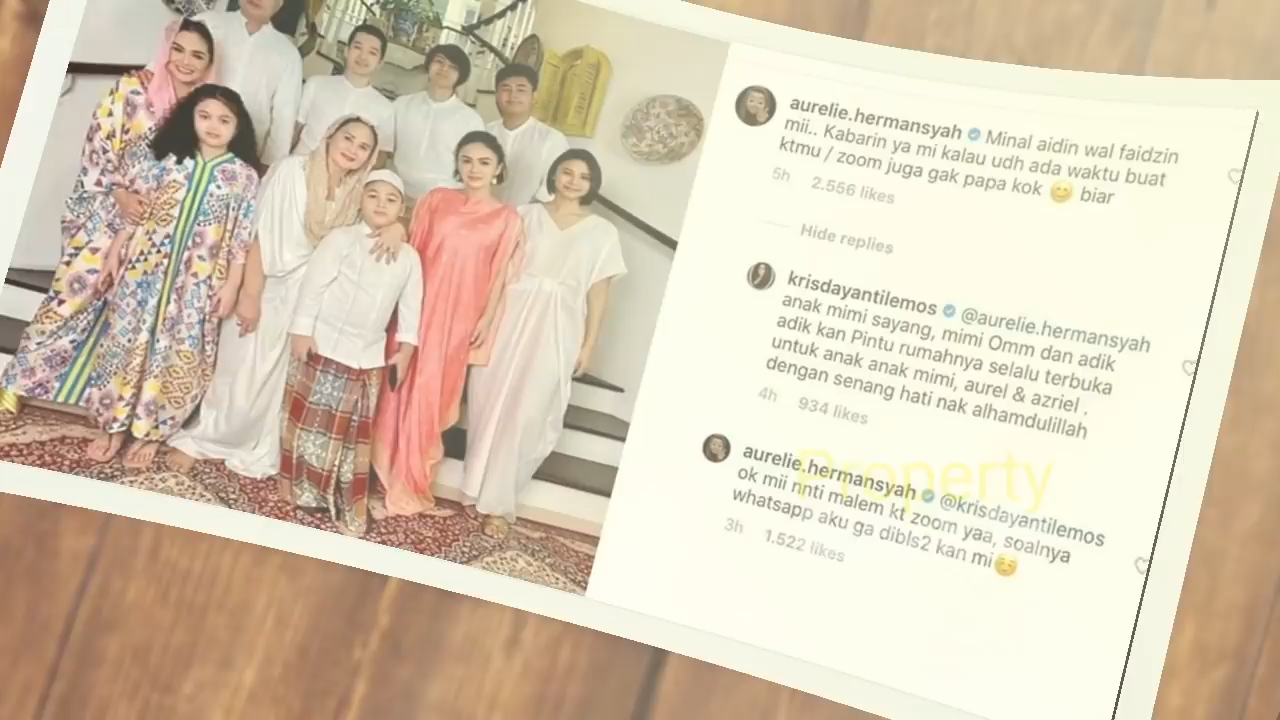 aurelie.hermansyah Minal aidin wal faidzin
mii.. Kabarin ya mi kalau udh ada waktu buat
ktmu / zoom juga gak papa kok 😊 biar
5h 2.556 likes
Hide replies
krisdayantilemos @aurelie.hermansyah
anak mimi sayang, mimi Omm dan adik
adik kan Pintu rumahnya selalu terbuka
untuk anak anak mimi, aurel & azriel .
dengan senang hati nak alhamdulillah
4h 934 likes
Property
aurelie.hermansyah @krisdayantilemos
ok mii nnti malem kt zoom yaa, soalnya
whatsapp aku ga dibls2 kan mi☺️
3h 1.522 likes